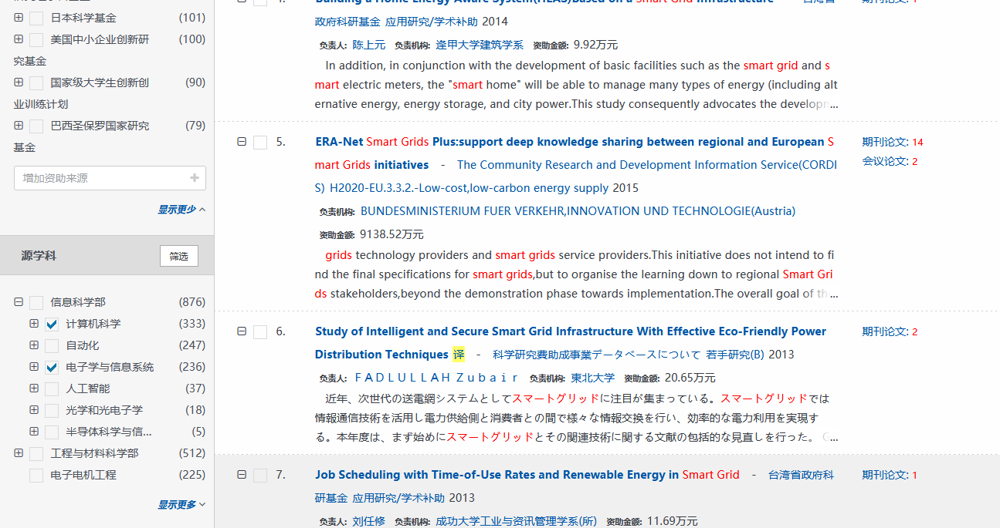 日本科学基金 (101)
美国中小企业创新研 (100)
究基金
国家级大学生创新创 (90)
业训练计划
巴西圣保罗国家研究 (79)
基金
增加资助来源
显示更少
源学科 筛选
信息科学部 (876)
计算机科学 (333)
自动化 (247)
电子学与信息系统 (236)
人工智能 (37)
光学和光电子学 (18)
半导体科学与信... (5)
工程与材料科学部 (512)
电子电机工程 (225)
显示更多
Building a Home Energy Aware System(HEAS)Based on a Smart Grid Infrastructure - 台湾省
政府科研基金 应用研究/学术补助 2014
负责人: 陈上元 负责机构: 逢甲大学建筑学系 资助金额: 9.92万元
In addition, in conjunction with the development of basic facilities such as the smart grid and s
mart electric meters, the "smart home" will be able to manage many types of energy (including alt
ernative energy, energy storage, and city power.This study consequently advocates the developn...
5. ERA-Net Smart Grids Plus:support deep knowledge sharing between regional and European S
mart Grids initiatives - The Community Research and Development Information Service(CORDI
S) H2020-EU.3.3.2.-Low-cost,low-carbon energy supply 2015
负责机构: BUNDESMINISTERIUM FUER VERKEHR,INNOVATION UND TECHNOLOGIE(Austria)
资助金额: 9138.52万元
grids technology providers and smart grids service providers.This initiative does not intend to fi
nd the final specifications for smart grids,but to organise the learning down to regional Smart Gri
ds stakeholders,beyond the demonstration phase towards implementation.The overall goal of th...
期刊论文: 14
会议论文: 2
6. Study of Intelligent and Secure Smart Grid Infrastructure With Effective Eco-Friendly Power
Distribution Techniques 译 - 科学研究費助成事業データベースについて 若手研究(B) 2013
负责人: ＦＡＤＬＵＬＬＡＨ Ｚｕｂａｉｒ 负责机构: 東北大学 资助金额: 20.65万元
近年、次世代の送電網システムとしてスマートグリッドに注目が集まっている。スマートグリッドでは
情報通信技術を活用し電力供給側と消費者との間で様々な情報交換を行い、効率的な電力利用を実現す
る。本年度は、まず始めにスマートグリッドとその関連技術に関する文献の包括的な見直しを行った。 G...
期刊论文: 2
7. Job Scheduling with Time-of-Use Rates and Renewable Energy in Smart Grid - 台湾省政府科
研基金 应用研究/学术补助 2013
负责人: 刘任修 负责机构: 成功大学工业与资讯管理学系(所) 资助金额: 11.69万元
期刊论文: 1